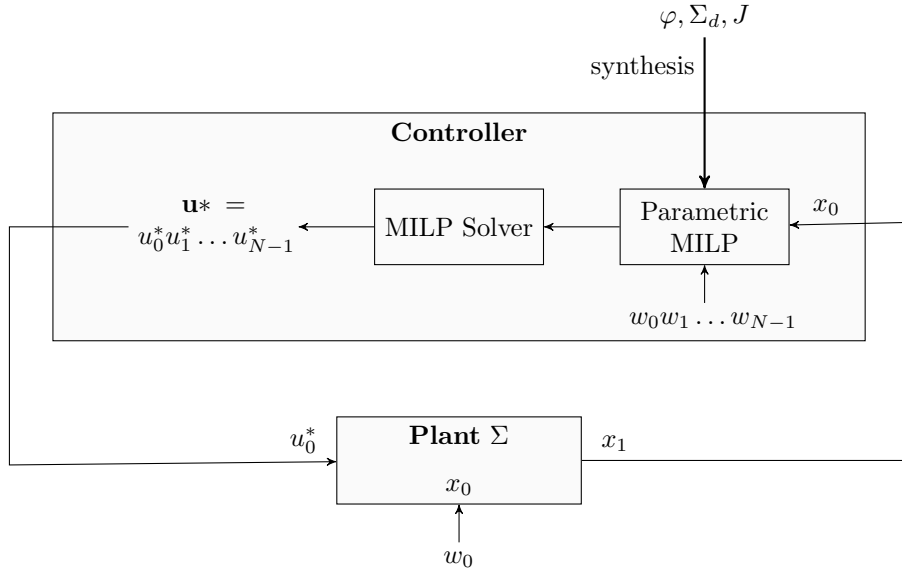 φ, Σ_d, J
synthesis
Controller
u* =
u_0^* u_1^* … u_{N−1}^*
MILP Solver
Parametric
MILP
x_0
w_0 w_1 … w_{N−1}
u_0^*
Plant Σ
x_0
x_1
w_0